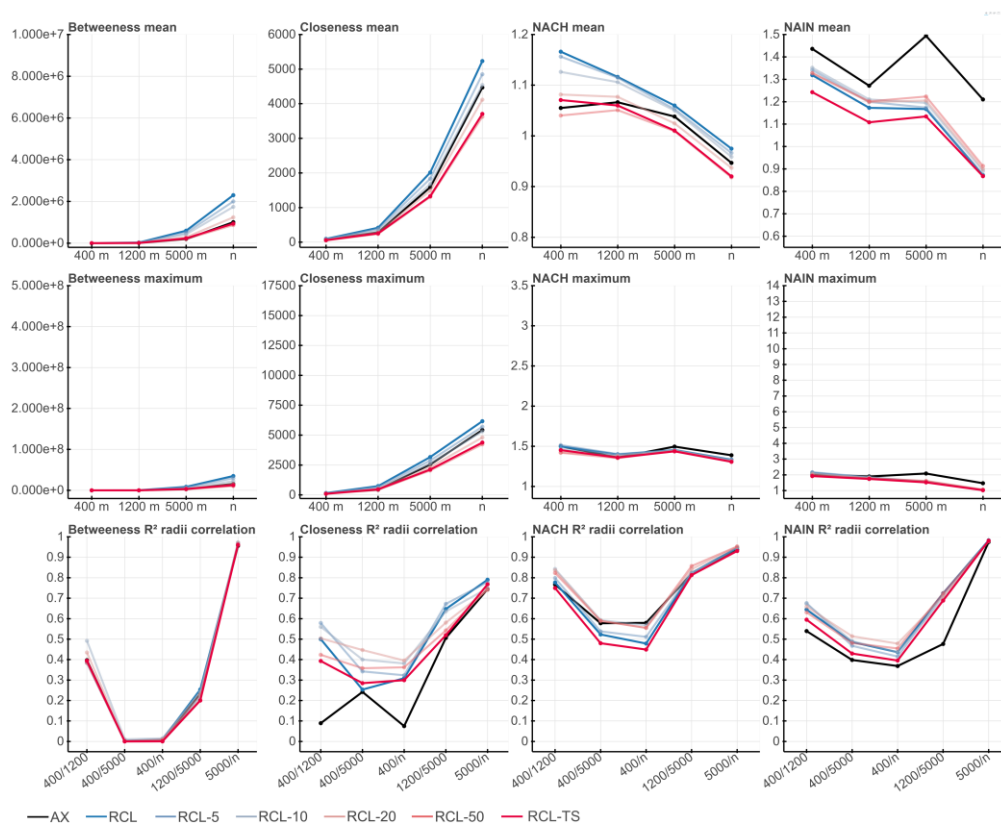 Betweeness mean
1.000e+7
8.000e+6
6.000e+6
4.000e+6
2.000e+6
0.000e+0
400 m 1200 m 5000 m n
Closeness mean
6000
5000
4000
3000
2000
1000
0
400 m 1200 m 5000 m n
NACH mean
1.2
1.1
1
0.9
0.8
400 m 1200 m 5000 m n
NAIN mean
1.5
1.4
1.3
1.2
1.1
1
0.9
0.8
0.7
0.6
400 m 1200 m 5000 m n
Betweeness maximum
5.000e+8
4.000e+8
3.000e+8
2.000e+8
1.000e+8
0.000e+0
400 m 1200 m 5000 m n
Closeness maximum
17500
15000
12500
10000
7500
5000
2500
0
400 m 1200 m 5000 m n
NACH maximum
3.5
3
2.5
2
1.5
1
400 m 1200 m 5000 m n
NAIN maximum
14
13
12
11
10
9
8
7
6
5
4
3
2
1
400 m 1200 m 5000 m n
Betweeness R² radii correlation
1
0.9
0.8
0.7
0.6
0.5
0.4
0.3
0.2
0.1
0
400/1200 400/5000 400/n 1200/5000 5000/n
Closeness R² radii correlation
1
0.9
0.8
0.7
0.6
0.5
0.4
0.3
0.2
0.1
0
400/1200 400/5000 400/n 1200/5000 5000/n
NACH R² radii correlation
1
0.9
0.8
0.7
0.6
0.5
0.4
0.3
0.2
0.1
0
400/1200 400/5000 400/n 1200/5000 5000/n
NAIN R² radii correlation
1
0.9
0.8
0.7
0.6
0.5
0.4
0.3
0.2
0.1
0
400/1200 400/5000 400/n 1200/5000 5000/n
AX RCL RCL-5 RCL-10 RCL-20 RCL-50 RCL-TS